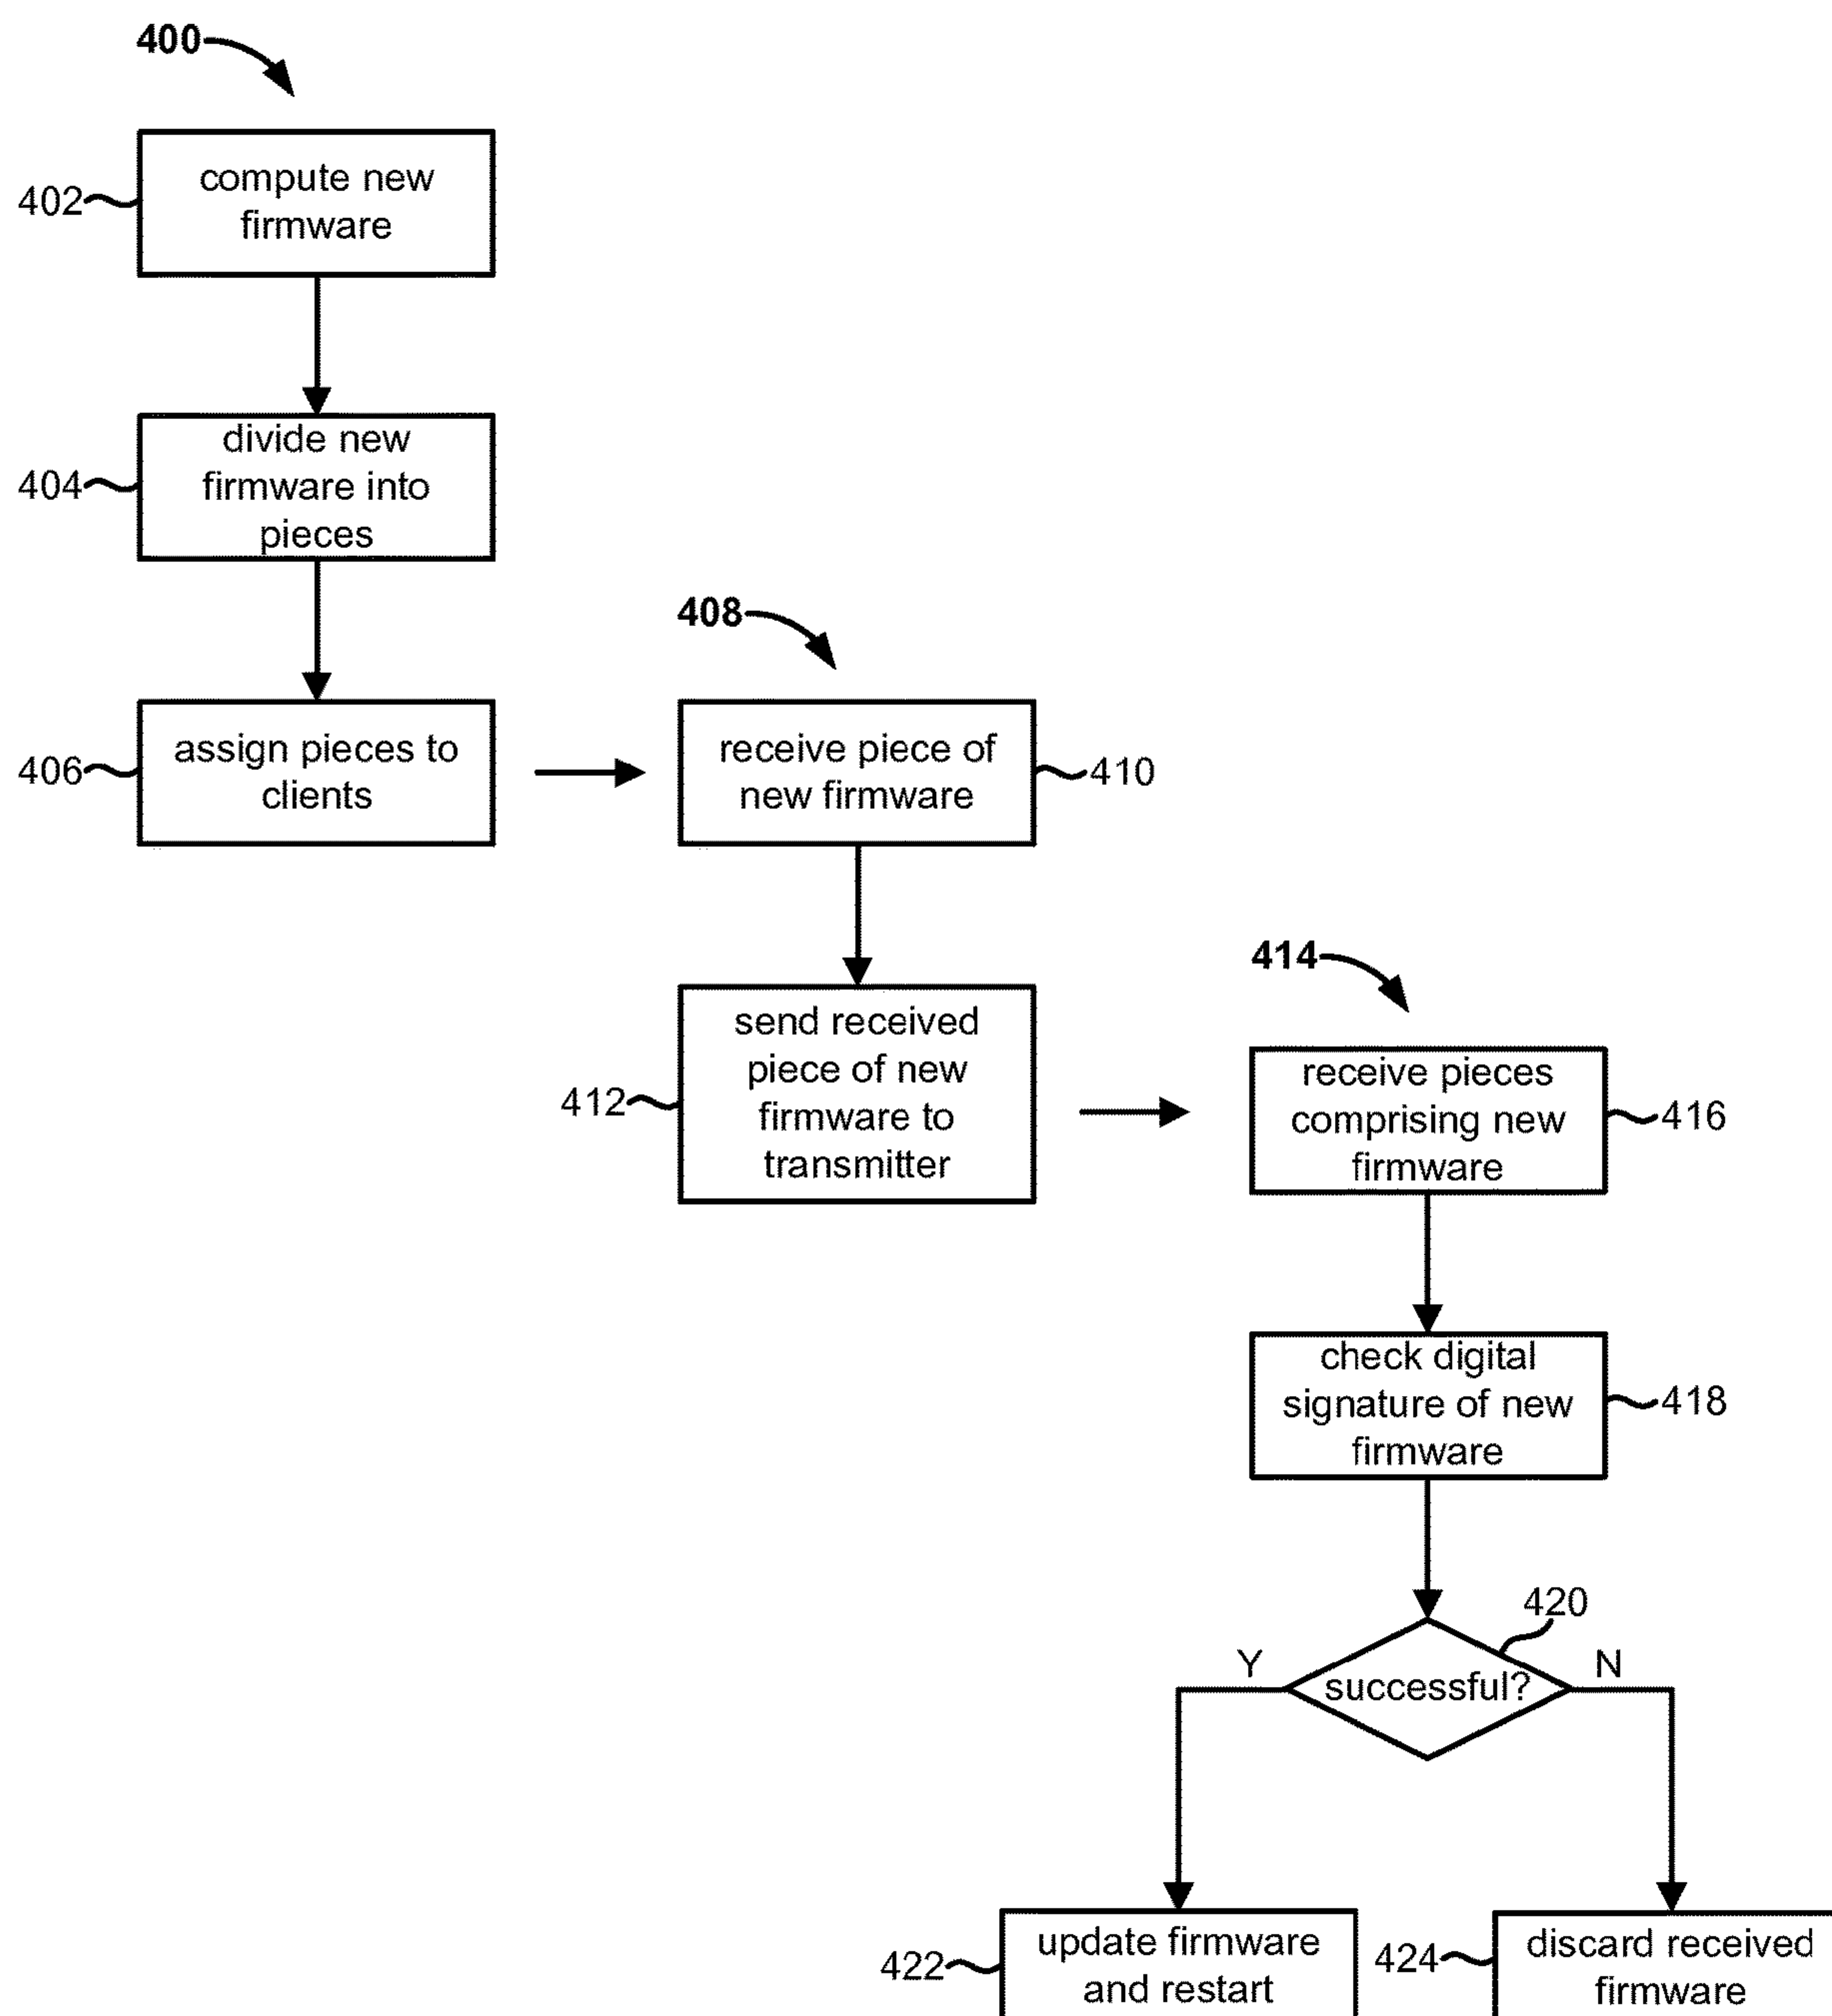 400
402
compute new
firmware
404
divide new
firmware into
pieces
406
assign pieces to
clients
408
receive piece of
new firmware
410
412
send received
piece of new
firmware to
transmitter
414
receive pieces
comprising new
firmware
416
check digital
signature of new
firmware
418
420
Y
successful?
N
422
update firmware
and restart
424
discard received
firmware